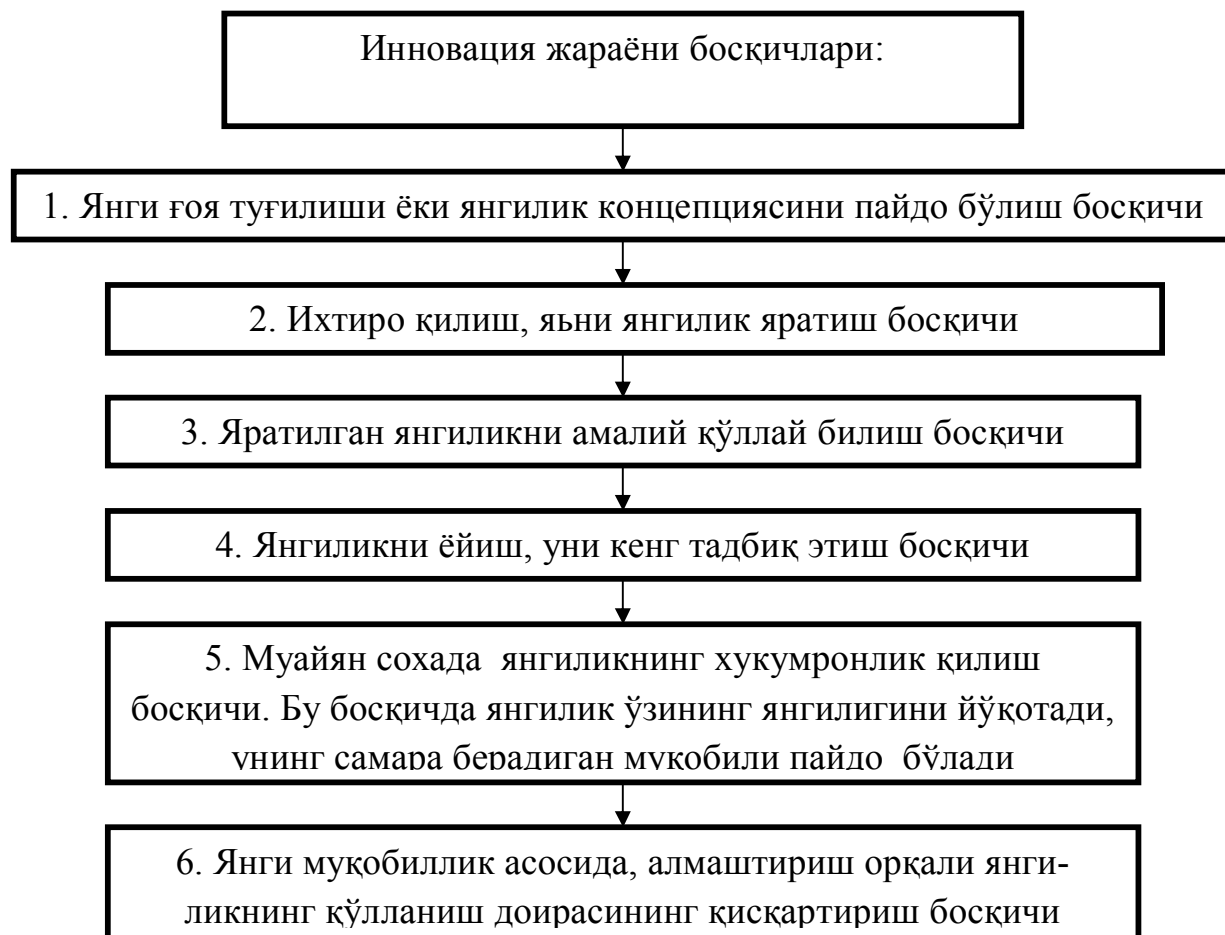 Инновация жараёни босқичлари:
1. Янги ғоя туғилиши ёки янгилик концепциясини пайдо бўлиш босқичи
2. Ихтиро қилиш, яьни янгилик яратиш босқичи
3. Яратилган янгиликни амалий қўллай билиш босқичи
4. Янгиликни ёйиш, уни кенг тадбиқ этиш босқичи
5. Муайян сохада янгиликнинг хукумронлик қилиш
босқичи. Бу босқичда янгилик ўзининг янгилигини йўқотади,
унинг самара берадиган муқобили пайдо бўлади
6. Янги муқобиллик асосида, алмаштириш орқали янги-
ликнинг қўлланиш доирасининг қисқартириш босқичи